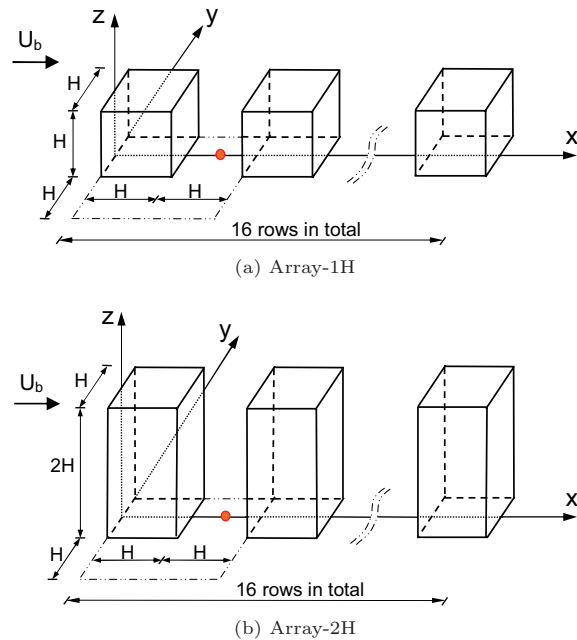 z
y
U_b
H
H
x
H
H
H
16 rows in total
(a) Array-1H
z
y
H
U_b
2H
x
H
H
H
16 rows in total
(b) Array-2H